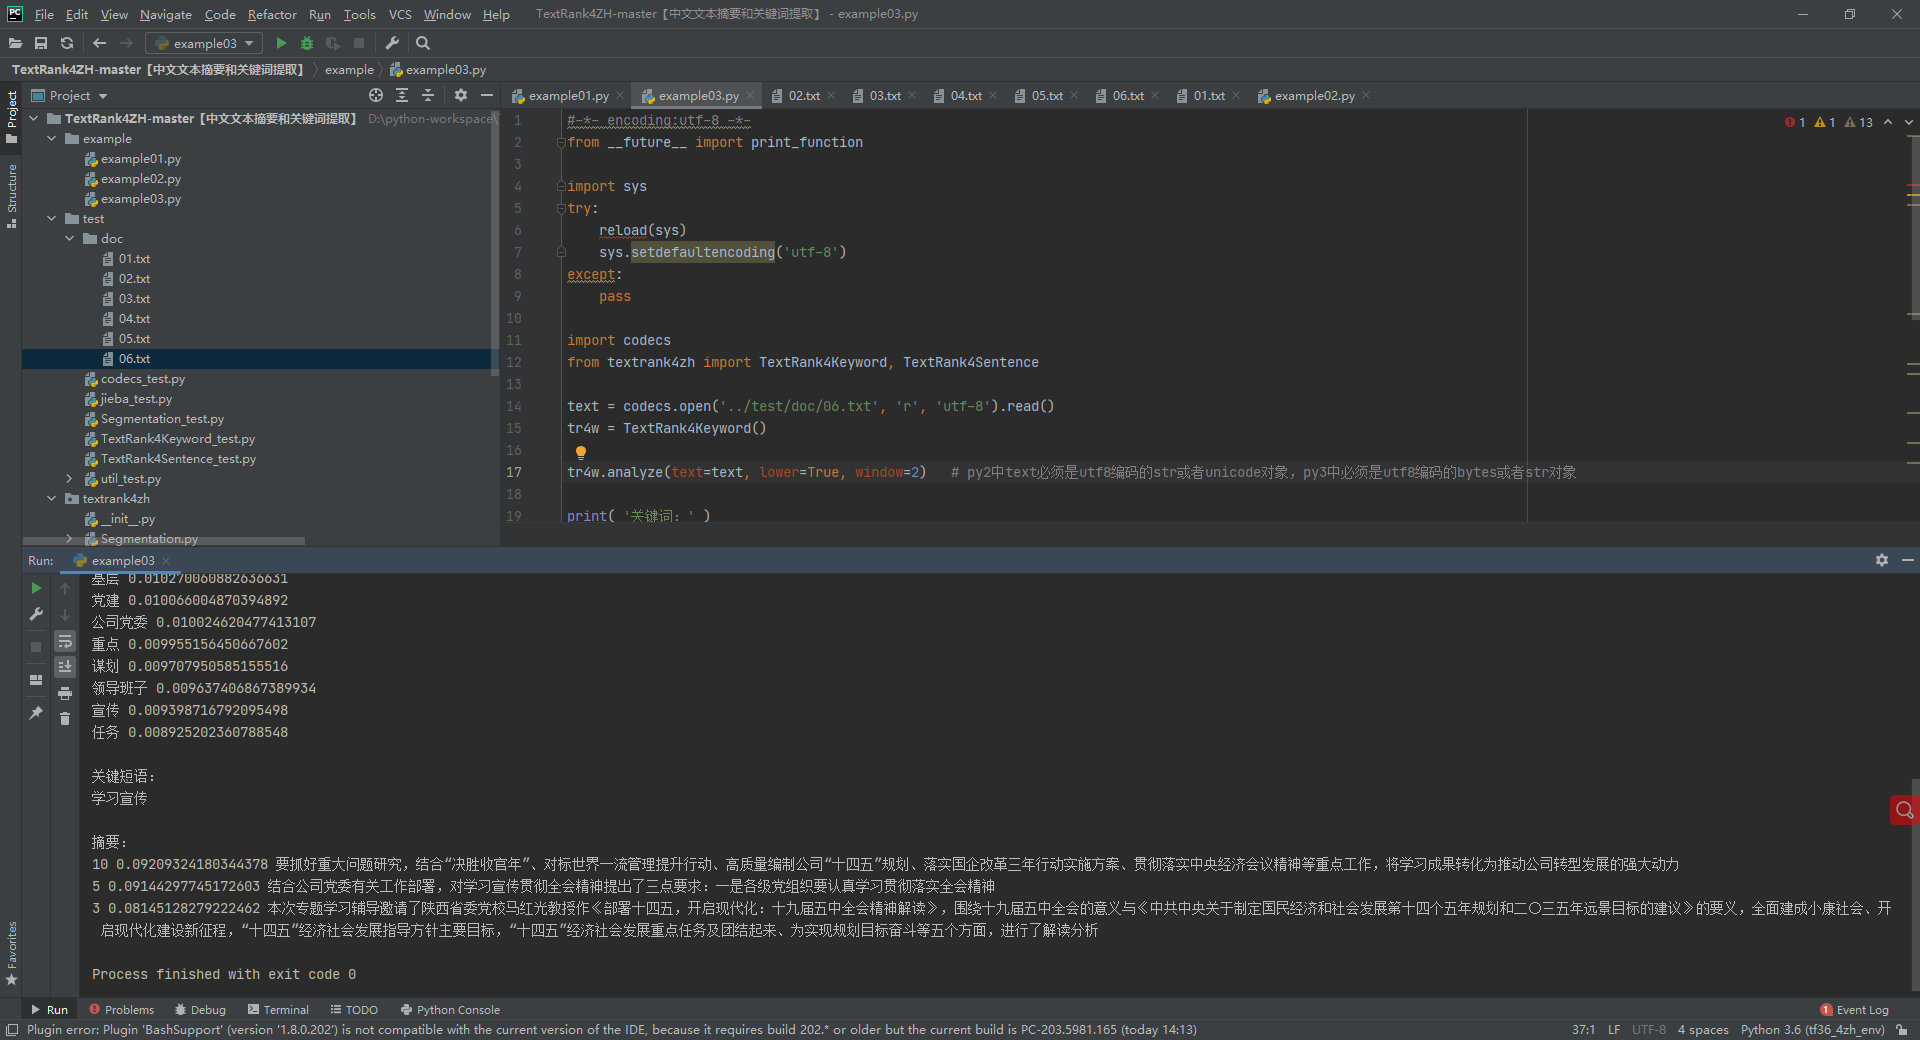 PC File Edit View Navigate Code Refactor Run Tools VCS Window Help TextRank4ZH-master【中文文本摘要和关键词提取】 - example03.py
example03
TextRank4ZH-master【中文文本摘要和关键词提取】 example example03.py
Project
example01.py example03.py 02.txt 03.txt 04.txt 05.txt 06.txt 01.txt example02.py
Project
Structure
Favorites
TextRank4ZH-master【中文文本摘要和关键词提取】 D:\python-workspace\
example
example01.py
example02.py
example03.py
test
doc
01.txt
02.txt
03.txt
04.txt
05.txt
06.txt
codecs_test.py
jieba_test.py
Segmentation_test.py
TextRank4Keyword_test.py
TextRank4Sentence_test.py
util_test.py
textrank4zh
__init__.py
Segmentation.py
1 1 13
1 #-*- encoding:utf-8 -*-
2 from __future__ import print_function
3
4 import sys
5 try:
6 reload(sys)
7 sys.setdefaultencoding('utf-8')
8 except:
9 pass
10
11 import codecs
12 from textrank4zh import TextRank4Keyword, TextRank4Sentence
13
14 text = codecs.open('../test/doc/06.txt', 'r', 'utf-8').read()
15 tr4w = TextRank4Keyword()
16
17 tr4w.analyze(text=text, lower=True, window=2) # py2中text必须是utf8编码的str或者unicode对象，py3中必须是utf8编码的bytes或者str对象
18
19 print( '关键词：' )
Run: example03
基层 0.010270060882636631
党建 0.010066004870394892
公司党委 0.010024620477413107
重点 0.009955156450667602
谋划 0.009707950585155516
领导班子 0.009637406867389934
宣传 0.009398716792095498
任务 0.008925202360788548
关键短语：
学习宣传
摘要：
10 0.09209324180344378 要抓好重大问题研究，结合“决胜收官年”、对标世界一流管理提升行动、高质量编制公司“十四五”规划、落实国企改革三年行动实施方案、贯彻落实中央经济会议精神等重点工作，将学习成果转化为推动公司转型发展的强大动力
5 0.09144297745172603 结合公司党委有关工作部署，对学习宣传贯彻全会精神提出了三点要求：一是各级党组织要认真学习贯彻落实全会精神
3 0.08145128279222462 本次专题学习辅导邀请了陕西省委党校马红光教授作《部署十四五，开启现代化：十九届五中全会精神解读》，围绕十九届五中全会的意义与《中共中央关于制定国民经济和社会发展第十四个五年规划和二〇三五年远景目标的建议》的要义，全面建成小康社会、开
启现代化建设新征程，“十四五”经济社会发展指导方针主要目标，“十四五”经济社会发展重点任务及团结起来、为实现规划目标奋斗等五个方面，进行了解读分析
Process finished with exit code 0
Run Problems Debug Terminal TODO Python Console 1 Event Log
Plugin error: Plugin 'BashSupport' (version '1.8.0.202') is not compatible with the current version of the IDE, because it requires build 202.* or older but the current build is PC-203.5981.165 (today 14:13) 37:1 LF UTF-8 4 spaces Python 3.6 (tf36_4zh_env)